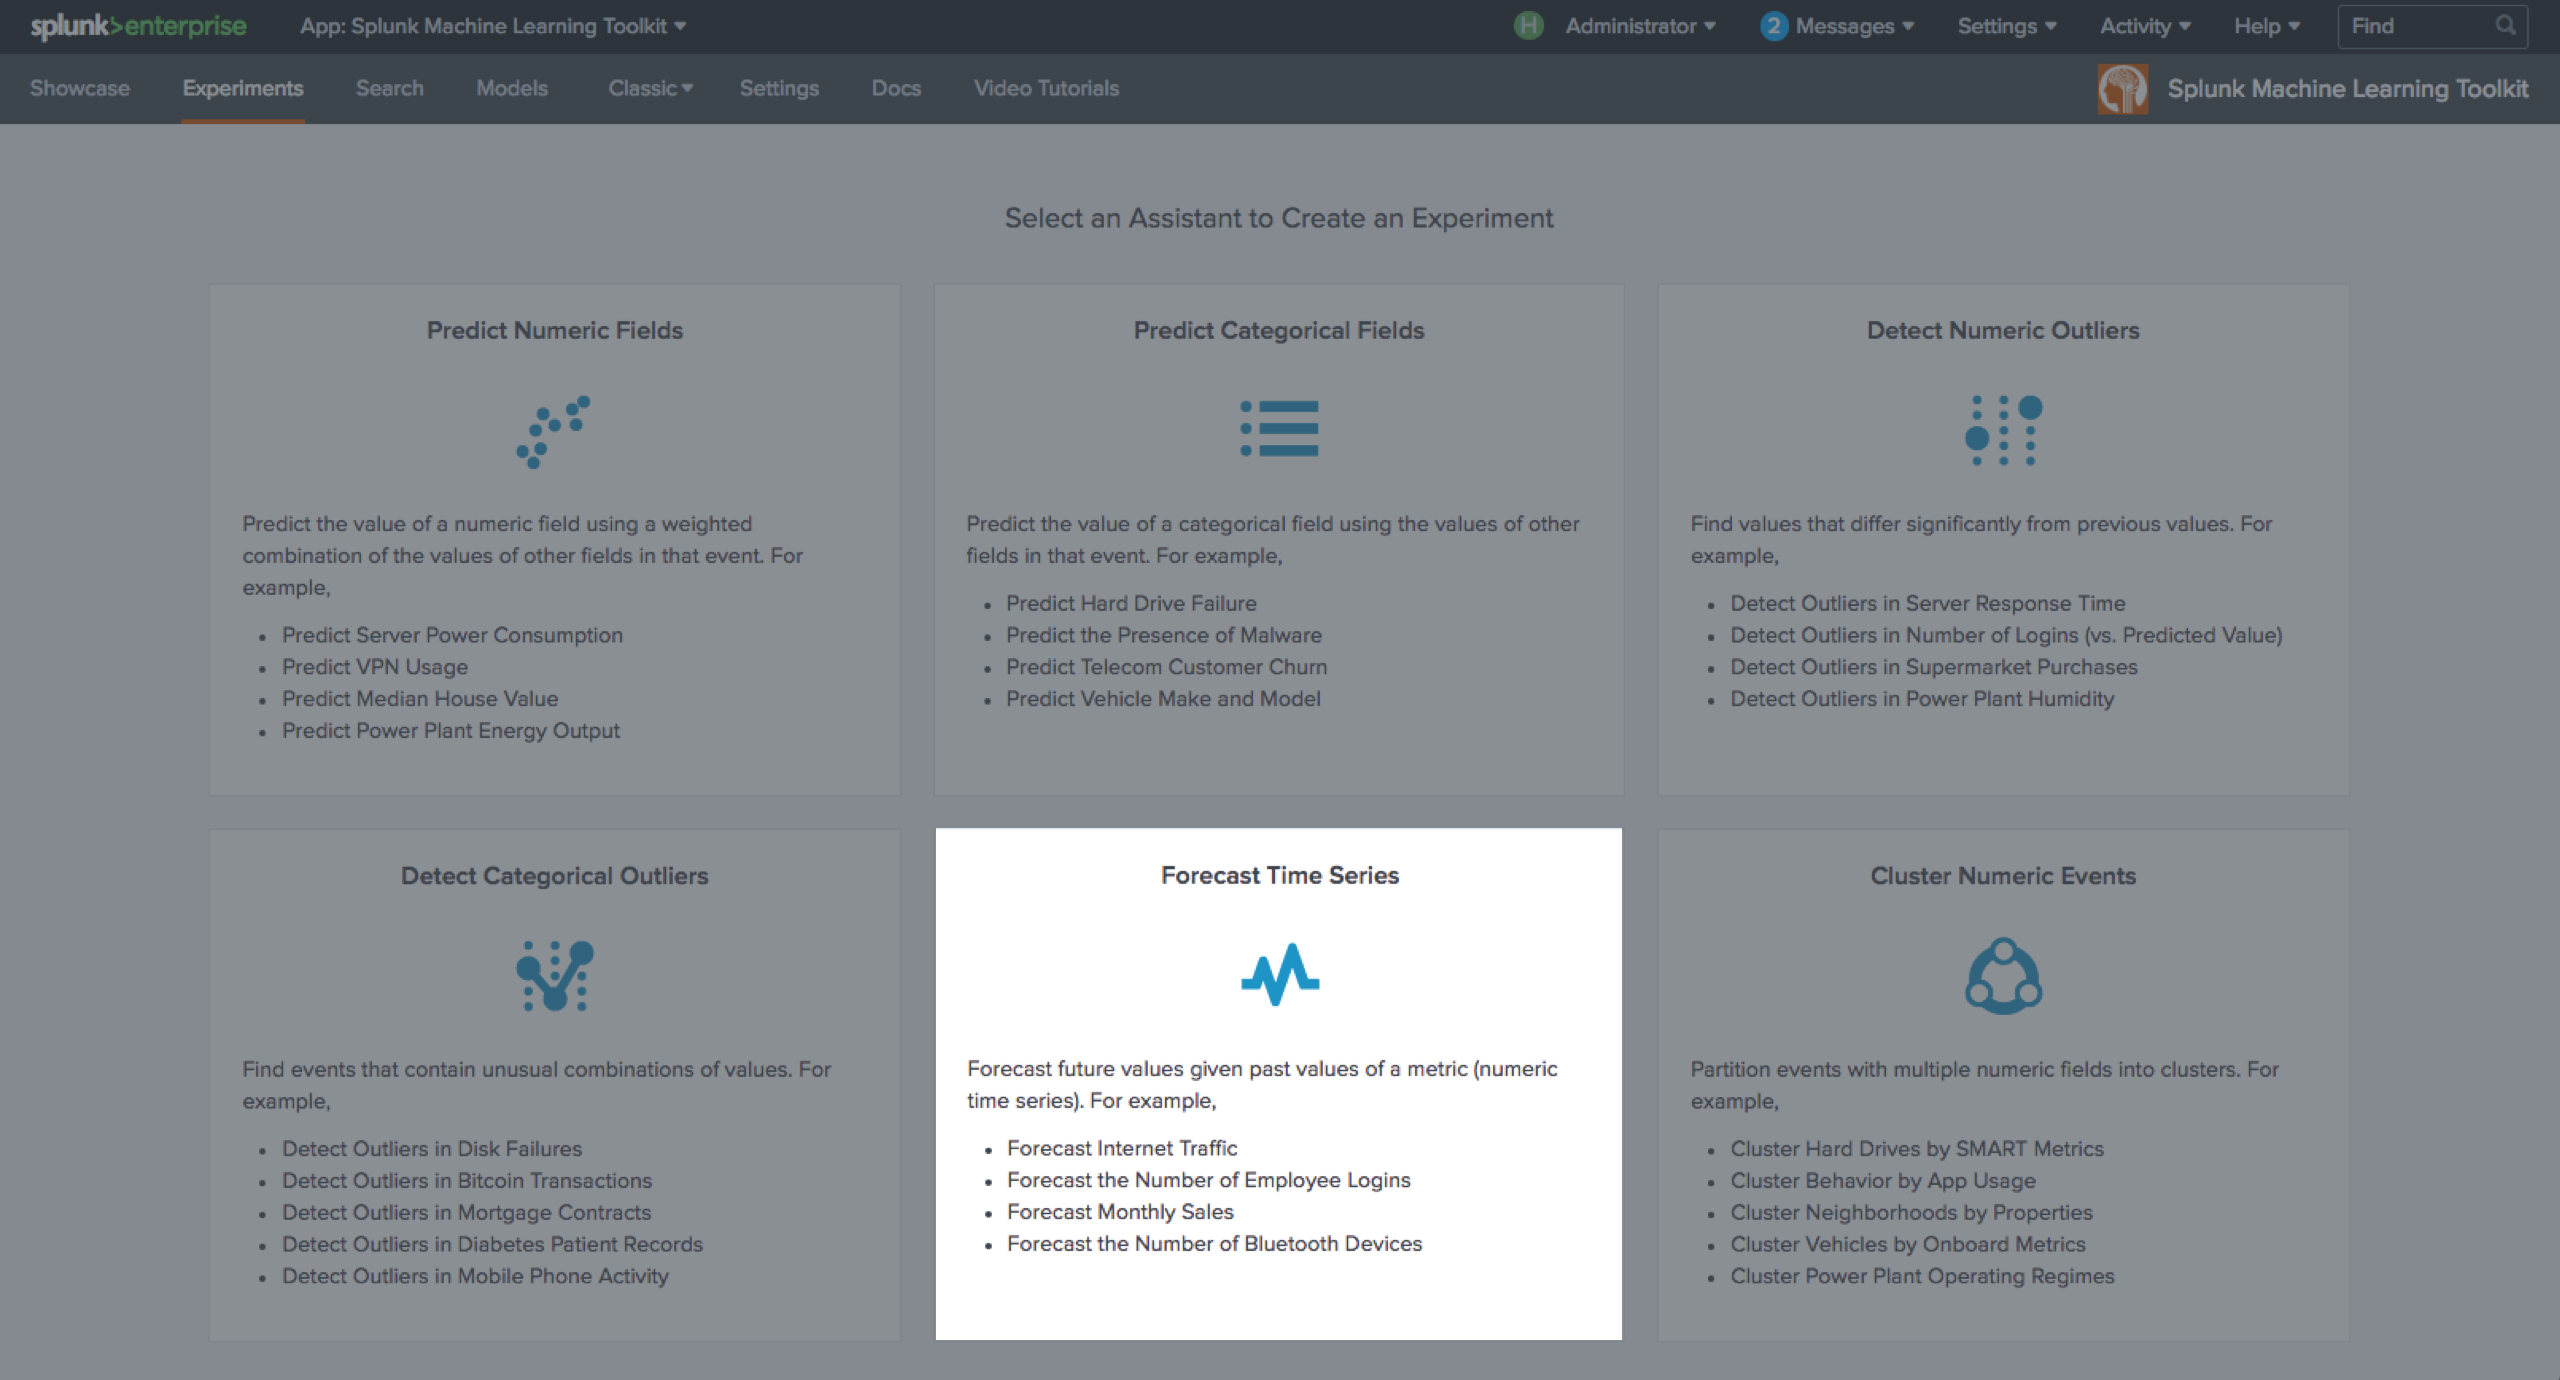 splunk>enterprise App: Splunk Machine Learning Toolkit H Administrator 2 Messages Settings Activity Help Find
Showcase Experiments Search Models Classic Settings Docs Video Tutorials Splunk Machine Learning Toolkit
Select an Assistant to Create an Experiment
Predict Numeric Fields
Predict the value of a numeric field using a weighted
combination of the values of other fields in that event. For
example,
• Predict Server Power Consumption
• Predict VPN Usage
• Predict Median House Value
• Predict Power Plant Energy Output
Predict Categorical Fields
Predict the value of a categorical field using the values of other
fields in that event. For example,
• Predict Hard Drive Failure
• Predict the Presence of Malware
• Predict Telecom Customer Churn
• Predict Vehicle Make and Model
Detect Numeric Outliers
Find values that differ significantly from previous values. For
example,
• Detect Outliers in Server Response Time
• Detect Outliers in Number of Logins (vs. Predicted Value)
• Detect Outliers in Supermarket Purchases
• Detect Outliers in Power Plant Humidity
Detect Categorical Outliers
Find events that contain unusual combinations of values. For
example,
• Detect Outliers in Disk Failures
• Detect Outliers in Bitcoin Transactions
• Detect Outliers in Mortgage Contracts
• Detect Outliers in Diabetes Patient Records
• Detect Outliers in Mobile Phone Activity
Forecast Time Series
Forecast future values given past values of a metric (numeric
time series). For example,
• Forecast Internet Traffic
• Forecast the Number of Employee Logins
• Forecast Monthly Sales
• Forecast the Number of Bluetooth Devices
Cluster Numeric Events
Partition events with multiple numeric fields into clusters. For
example,
• Cluster Hard Drives by SMART Metrics
• Cluster Behavior by App Usage
• Cluster Neighborhoods by Properties
• Cluster Vehicles by Onboard Metrics
• Cluster Power Plant Operating Regimes